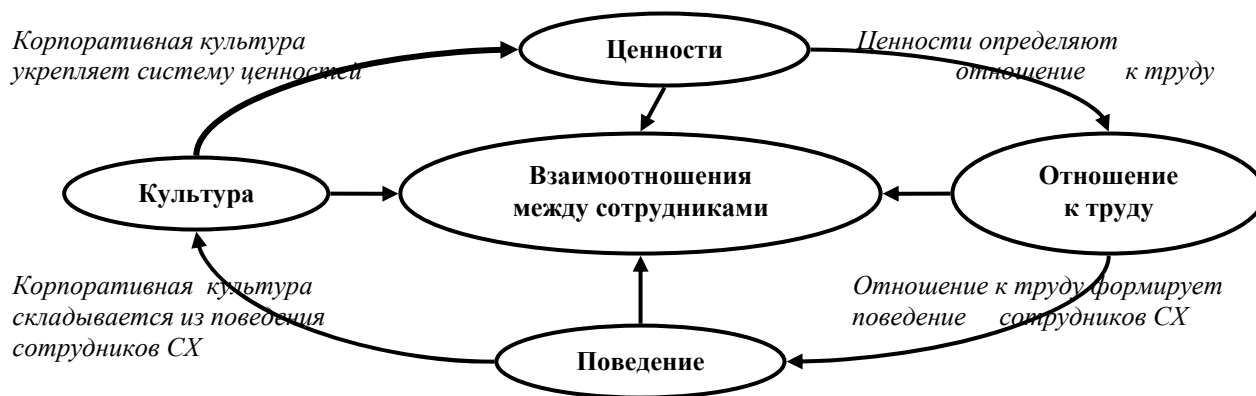 Корпоративная культура
укрепляет систему ценностей
Ценности
Ценности определяют
отношение к труду
Культура
Взаимоотношения
между сотрудниками
Отношение
к труду
Корпоративная культура
складывается из поведения
сотрудников СХ
Отношение к труду формирует
поведение сотрудников СХ
Поведение